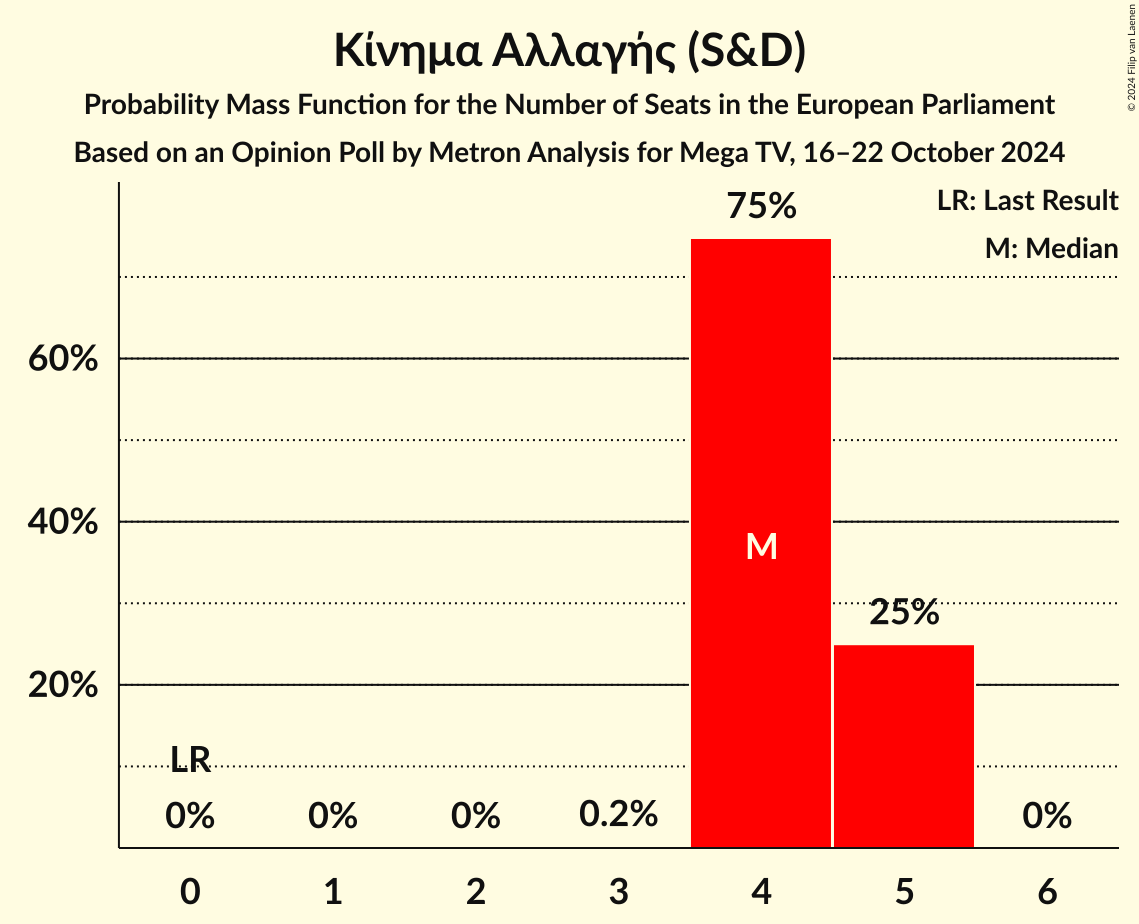 Κίνημα Αλλαγής (S&D)
Probability Mass Function for the Number of Seats in the European Parliament
Based on an Opinion Poll by Metron Analysis for Mega TV, 16–22 October 2024
© 2024 Filip van Laenen
LR: Last Result
M: Median
75%
60%
40%
M
25%
20%
LR
0% 0% 0% 0.2% 0%
0 1 2 3 4 5 6